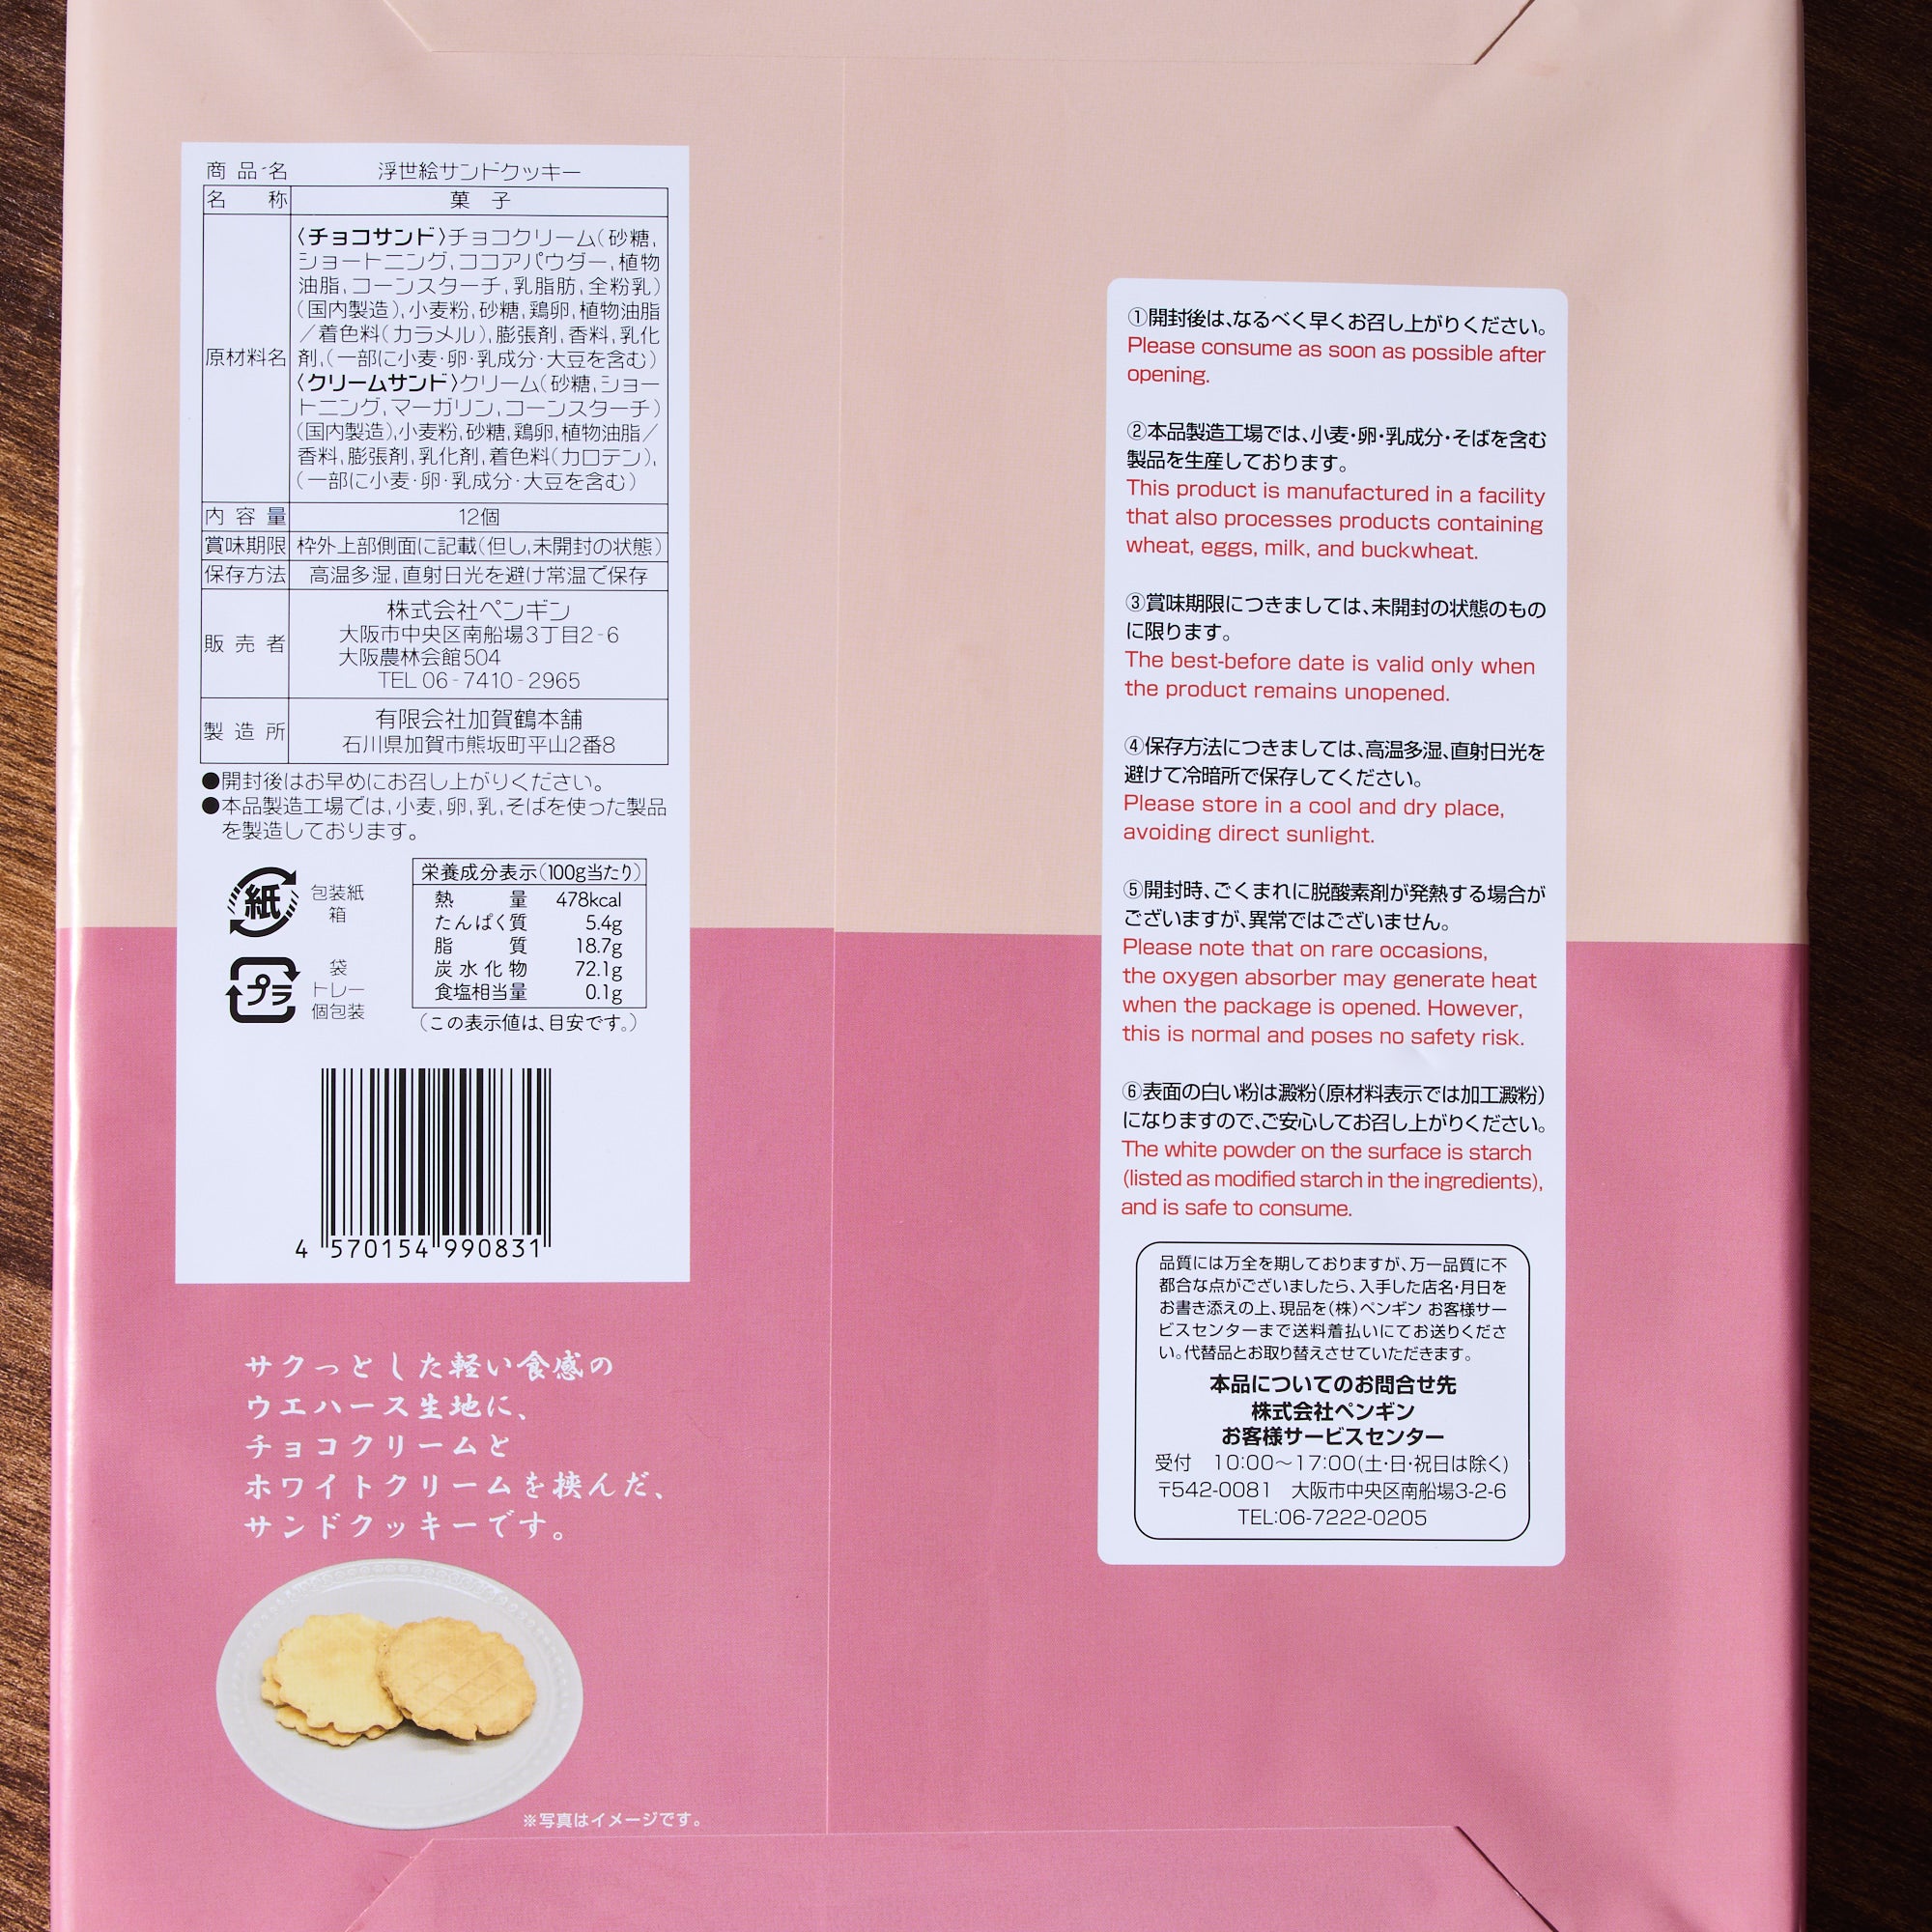 商品名 浮世絵サンドクッキー
名称 菓子
原材料名
〈チョコサンド〉チョコクリーム(砂糖,
ショートニング,ココアパウダー,植物
油脂,コーンスターチ,乳脂肪,全粉乳)
(国内製造),小麦粉,砂糖,鶏卵,植物油脂
/着色料(カラメル),膨張剤,香料,乳化
剤,(一部に小麦・卵・乳成分・大豆を含む)
〈クリームサンド〉クリーム(砂糖,ショー
トニング,マーガリン,コーンスターチ)
(国内製造),小麦粉,砂糖,鶏卵,植物油脂/
香料,膨張剤,乳化剤,着色料(カロテン),
(一部に小麦・卵・乳成分・大豆を含む)
内容量 12個
賞味期限 枠外上部側面に記載(但し,未開封の状態)
保存方法 高温多湿,直射日光を避け常温で保存
販売者
株式会社ペンギン
大阪市中央区南船場3丁目2-6
大阪農林会館504
TEL 06-7410-2965
製造所
有限会社加賀鶴本舗
石川県加賀市熊坂町平山2番8
●開封後はお早めにお召し上がりください。
●本品製造工場では,小麦,卵,乳,そばを使った製品
を製造しております。
紙 包装紙
箱
プラ 袋
トレー
個包装
栄養成分表示(100g当たり)
熱量 478kcal
たんぱく質 5.4g
脂質 18.7g
炭水化物 72.1g
食塩相当量 0.1g
(この表示値は、目安です。)
4 570154 990831
サクっとした軽い食感の
ウエハース生地に、
チョコクリームと
ホワイトクリームを挟んだ、
サンドクッキーです。
※写真はイメージです。
①開封後は、なるべく早くお召し上がりください。
Please consume as soon as possible after
opening.
②本品製造工場では、小麦・卵・乳成分・そばを含む
製品を生産しております。
This product is manufactured in a facility
that also processes products containing
wheat, eggs, milk, and buckwheat.
③賞味期限につきましては、未開封の状態のもの
に限ります。
The best-before date is valid only when
the product remains unopened.
④保存方法につきましては、高温多湿、直射日光を
避けて冷暗所で保存してください。
Please store in a cool and dry place,
avoiding direct sunlight.
⑤開封時、ごくまれに脱酸素剤が発熱する場合が
ございますが、異常ではございません。
Please note that on rare occasions,
the oxygen absorber may generate heat
when the package is opened. However,
this is normal and poses no safety risk.
⑥表面の白い粉は澱粉(原材料表示では加工澱粉)
になりますので、ご安心してお召し上がりください。
The white powder on the surface is starch
(listed as modified starch in the ingredients),
and is safe to consume.
品質には万全を期しておりますが、万一品質に不
都合な点がございましたら、入手した店名・月日を
お書き添えの上、現品を(株)ペンギン お客様サー
ビスセンターまで送料着払いにてお送りくださ
い。代替品とお取り替えさせていただきます。
本品についてのお問合せ先
株式会社ペンギン
お客様サービスセンター
受付 10:00〜17:00(土・日・祝日は除く)
〒542-0081 大阪市中央区南船場3-2-6
TEL:06-7222-0205